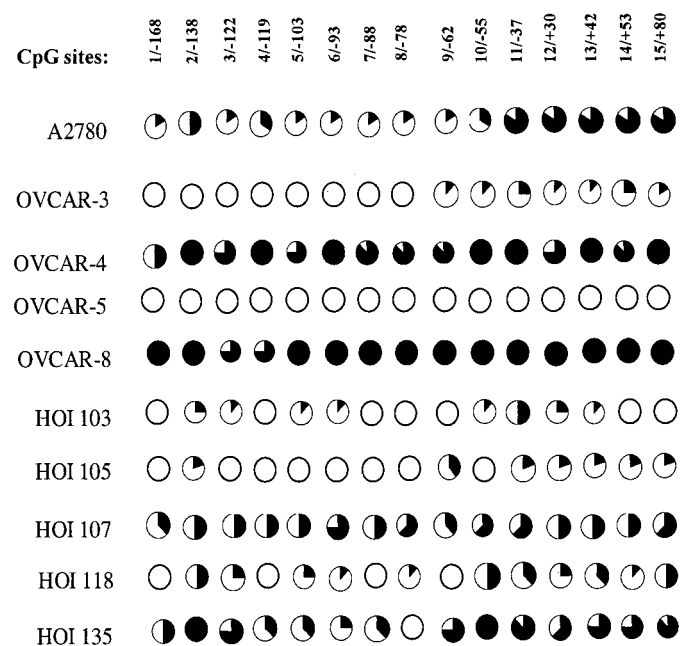 CpG sites: 1/-168 2/-138 3/-122 4/-119 5/-103 6/-93 7/-88 8/-78 9/-62 10/-55 11/-37 12/+30 13/+42 14/+53 15/+80
A2780
OVCAR-3
OVCAR-4
OVCAR-5
OVCAR-8
HOI 103
HOI 105
HOI 107
HOI 118
HOI 135